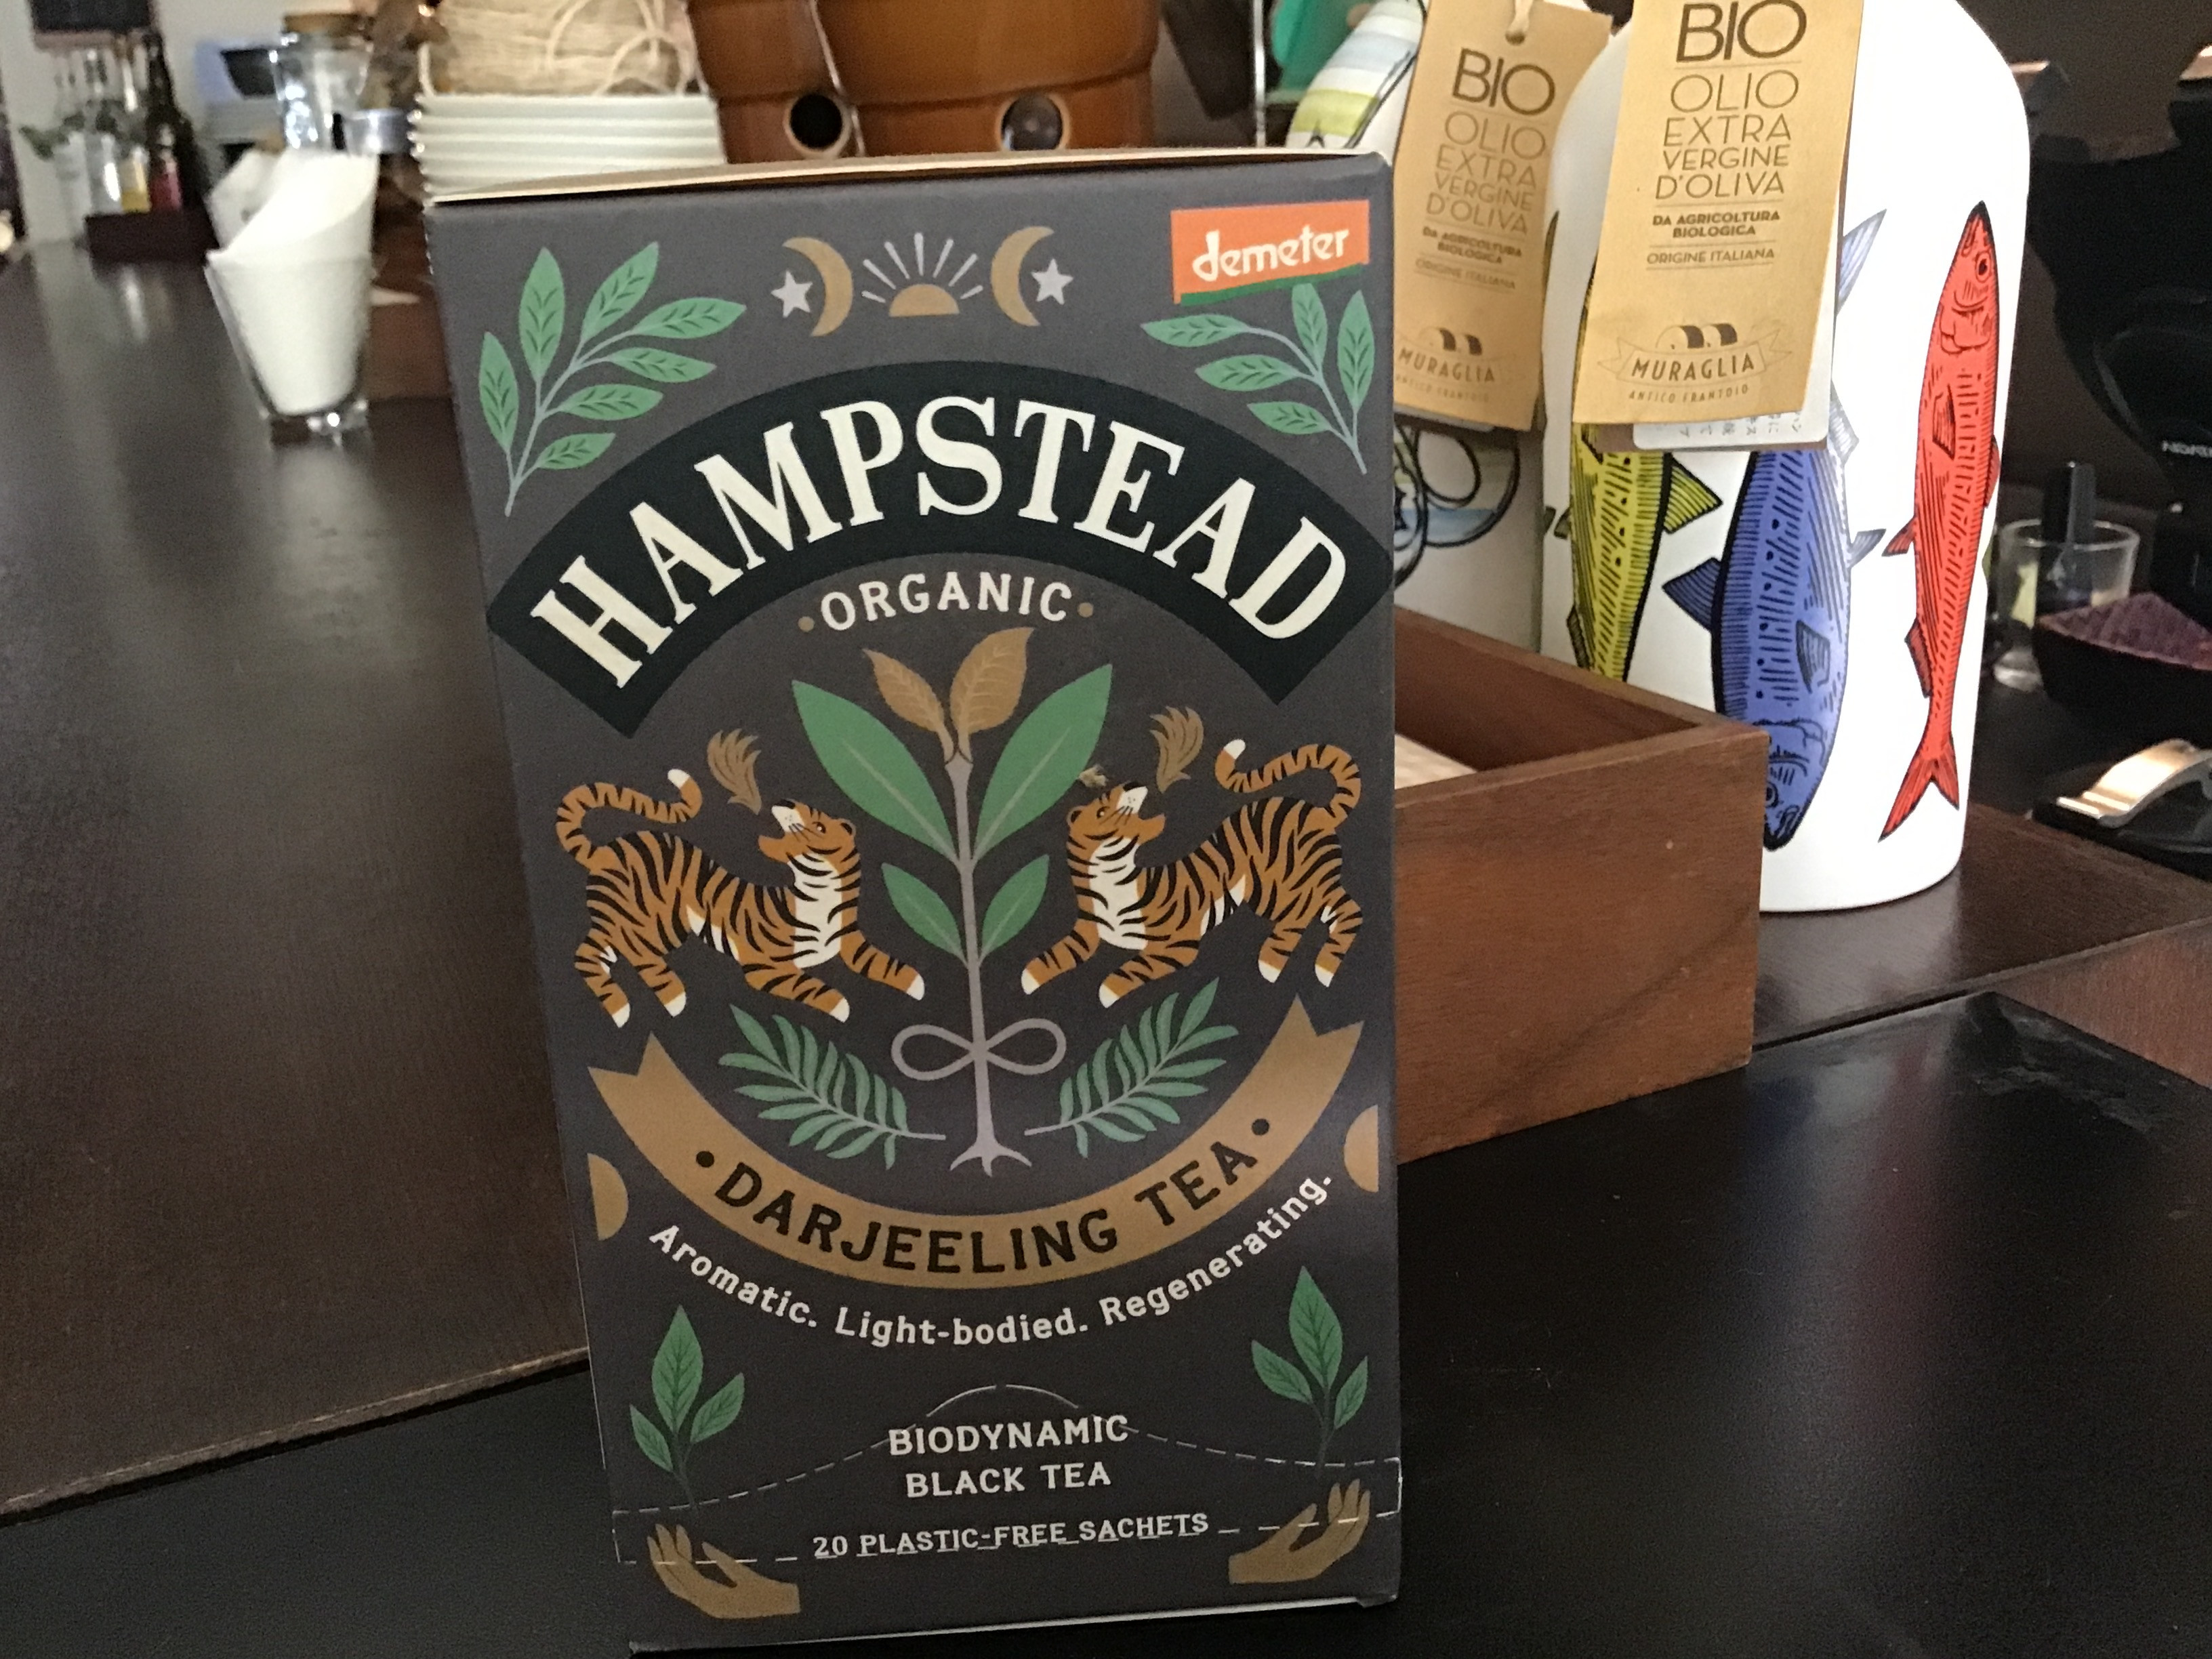 demeter
HAMPSTEAD
ORGANIC
DARJEELING TEA
Aromatic. Light-bodied. Regenerating.
BIODYNAMIC
BLACK TEA
20 PLASTIC-FREE SACHETS
BIO
OLIO
EXTRA
VERGINE
D'OLIVA
DA AGRICOLTURA
BIOLOGICA
ORIGINE ITALIANA
MURAGLIA
ANTICO FRANTOIO
BIO
OLIO
EXTRA
VERGINE
D'OLIVA
DA AGRICOLTURA
BIOLOGICA
ORIGINE ITALIANA
MURAGLIA
ANTICO FRANTOIO